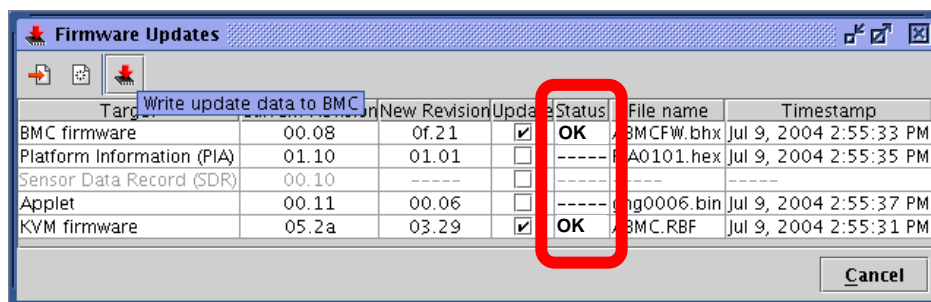 Firmware Updates
Write update data to BMC
New Revision Update Status File name Timestamp
BMC firmware 00.08 0f.21 OK Jul 9, 2004 2:55:33 PM
Platform Information (PIA) 01.10 01.01 ----- Jul 9, 2004 2:55:35 PM
Sensor Data Record (SDR) 00.10 ----- ----- ----- -----
Applet 00.11 00.06 ----- Jul 9, 2004 2:55:37 PM
KVM firmware 05.2a 03.29 OK Jul 9, 2004 2:55:31 PM
Cancel